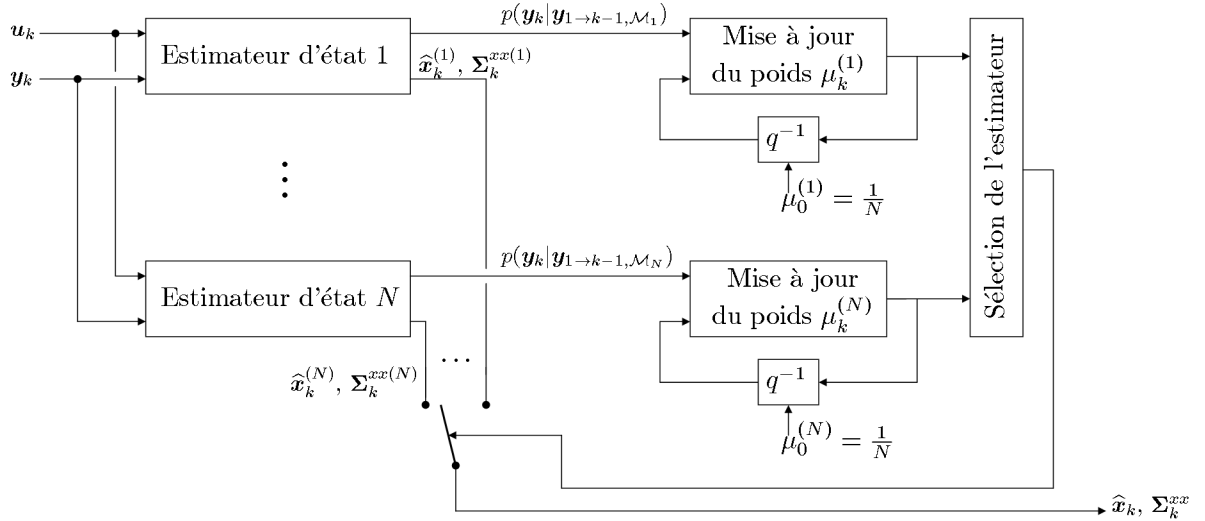 u_k
y_k
Estimateur d'état 1
p(y_k|y_{1→k−1,ℳ_1})
x̂_k^{(1)}, Σ_k^{xx(1)}
Mise à jour
du poids μ_k^{(1)}
q^{−1}
μ_0^{(1)} = 1/N
Sélection de l'estimateur
⋮
Estimateur d'état N
p(y_k|y_{1→k−1,ℳ_N})
x̂_k^{(N)}, Σ_k^{xx(N)}
...
Mise à jour
du poids μ_k^{(N)}
q^{−1}
μ_0^{(N)} = 1/N
x̂_k, Σ_k^{xx}